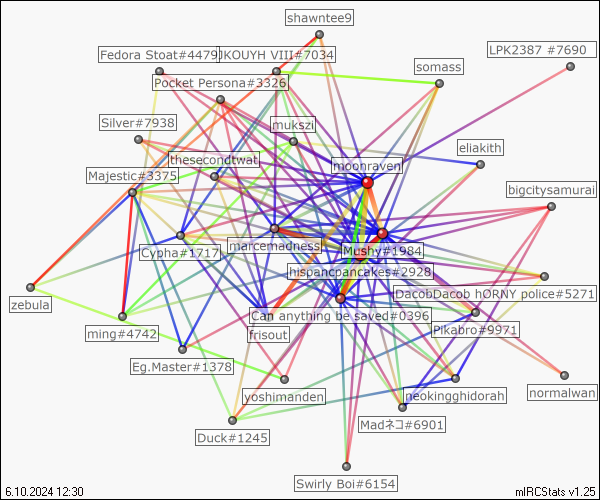 shawntee9
Fedora Stoat#4479
JKOUYH VIII#7034
LPK2387 #7690
somass
Pocket Persona#3326
Silver#7938
mukszi
eliakith
thesecondtwat
moonraven
Majestic#3375
bigcitysamurai
Cypha#1717
marcemadness
Mushy#1984
hispancpancakes#2928
DacobDacob hORNY police#5271
zebula
Can anything be saved#0396
ming#4742
frisout
Pikabro#9971
Eg.Master#1378
yoshimanden
neokingghidorah
normalwan
Madネコ#6901
Duck#1245
Swirly Boi#6154
6.10.2024 12:30
mIRCStats v1.25